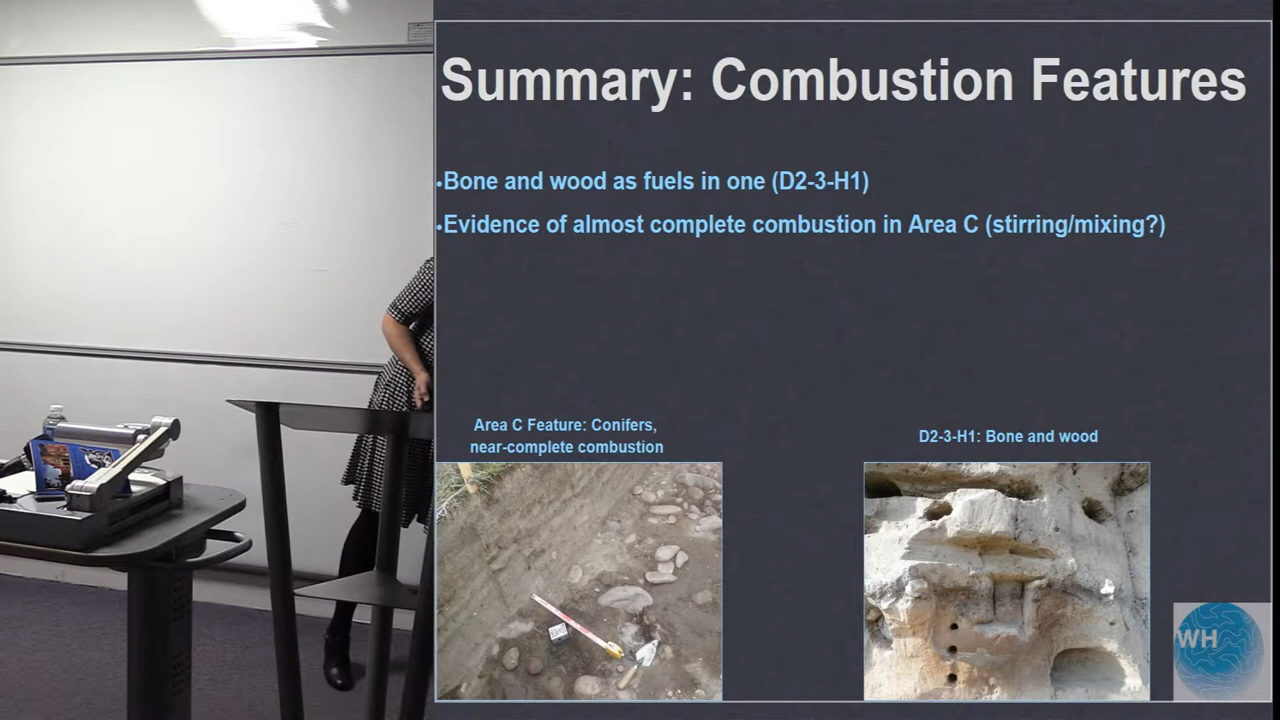 Summary: Combustion Features
•Bone and wood as fuels in one (D2-3-H1)
•Evidence of almost complete combustion in Area C (stirring/mixing?)
Area C Feature: Conifers,
near-complete combustion
D2-3-H1: Bone and wood
WH